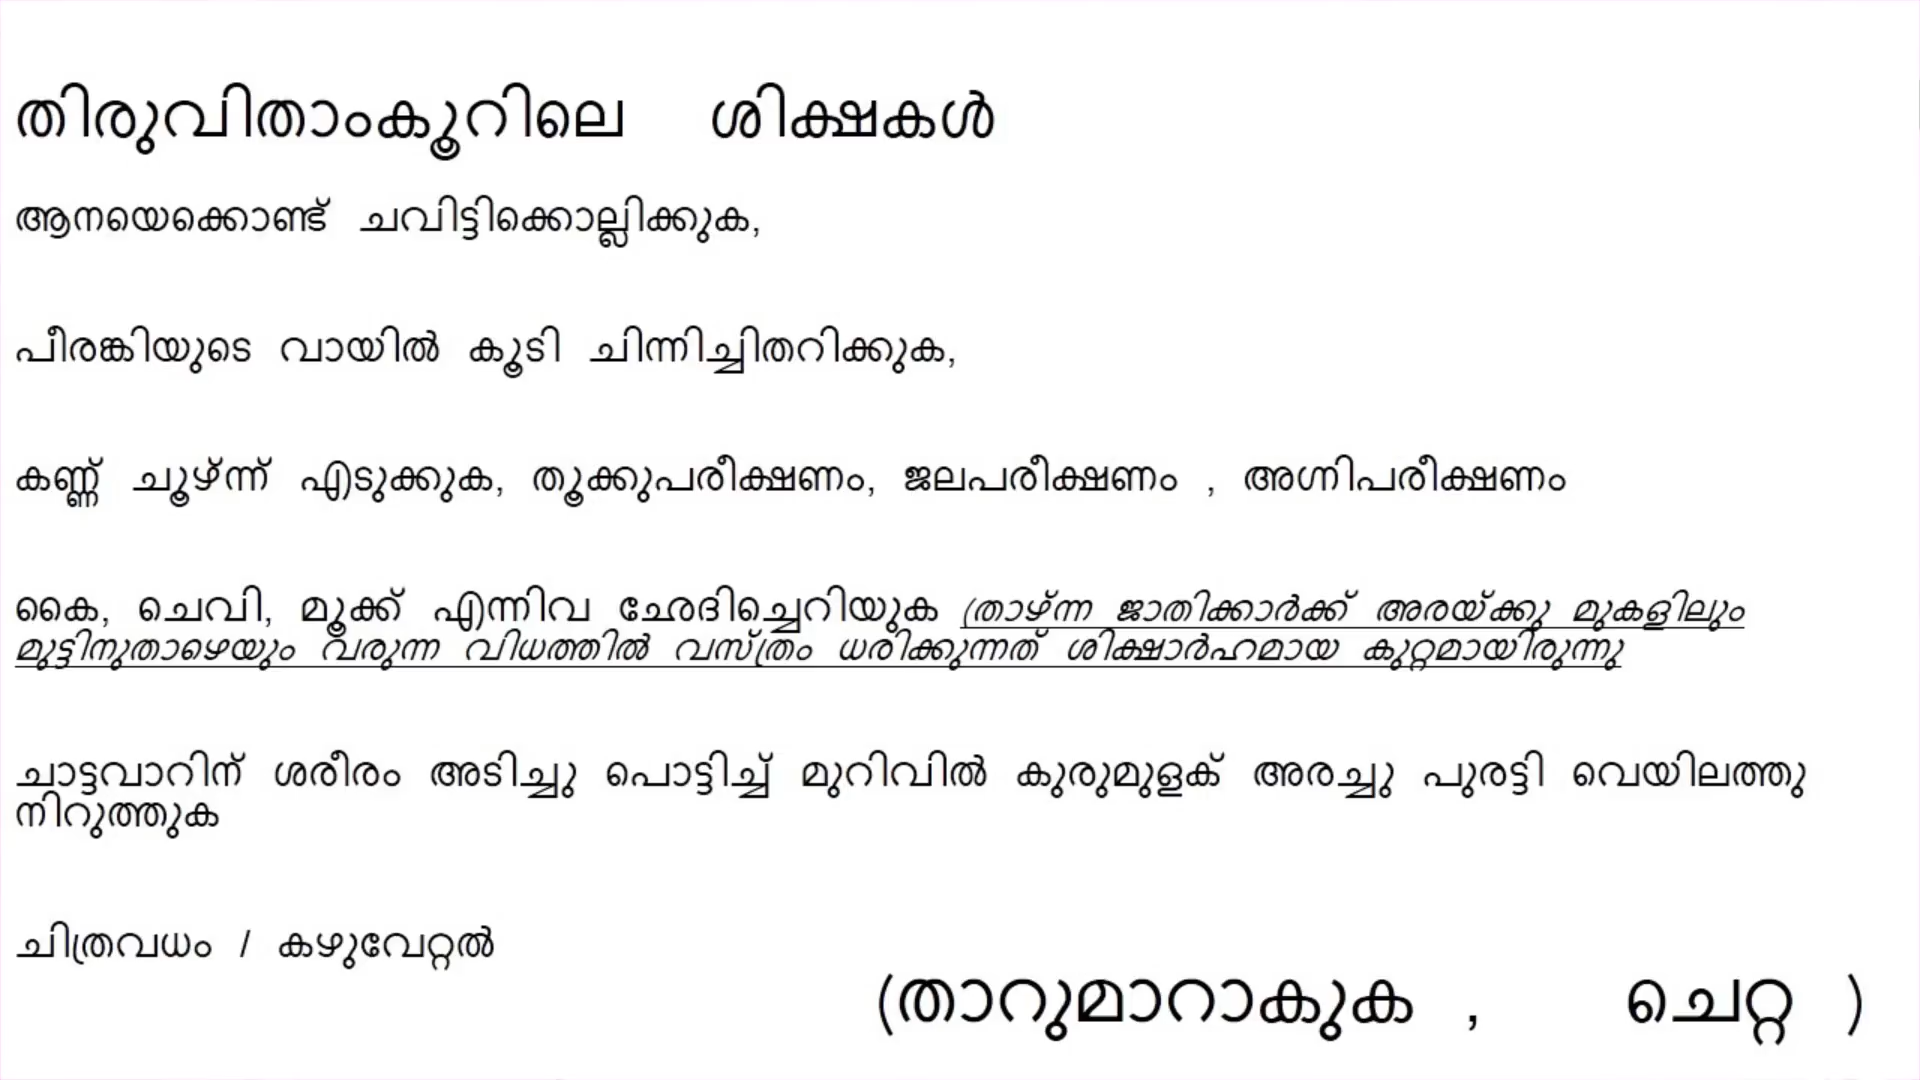 തിരുവിതാംകൂറിലെ ശിക്ഷകൾ
ആനയെക്കൊണ്ട് ചവിട്ടിക്കൊല്ലിക്കുക,
പീരങ്കിയുടെ വായിൽ കൂടി ചിന്നിച്ചിതറിക്കുക,
കണ്ണ് ചൂഴ്ന്ന് എടുക്കുക, തൂക്കുപരീക്ഷണം, ജലപരീക്ഷണം , അഗ്നിപരീക്ഷണം
കൈ, ചെവി, മൂക്ക് എന്നിവ ഛേദിച്ചെറിയുക (താഴ്ന്ന ജാതിക്കാർക്ക് അരയ്ക്കു മുകളിലും
മുട്ടിനുതാഴെയും വരുന്ന വിധത്തിൽ വസ്ത്രം ധരിക്കുന്നത് ശിക്ഷാർഹമായ കുറ്റമായിരുന്നു
ചാട്ടവാറിന് ശരീരം അടിച്ചു പൊട്ടിച്ച് മുറിവിൽ കുരുമുളക് അരച്ചു പുരട്ടി വെയിലത്തു
നിറുത്തുക
ചിത്രവധം / കഴുവേറ്റൽ
(താറുമാറാകുക , ചെറ്റ )